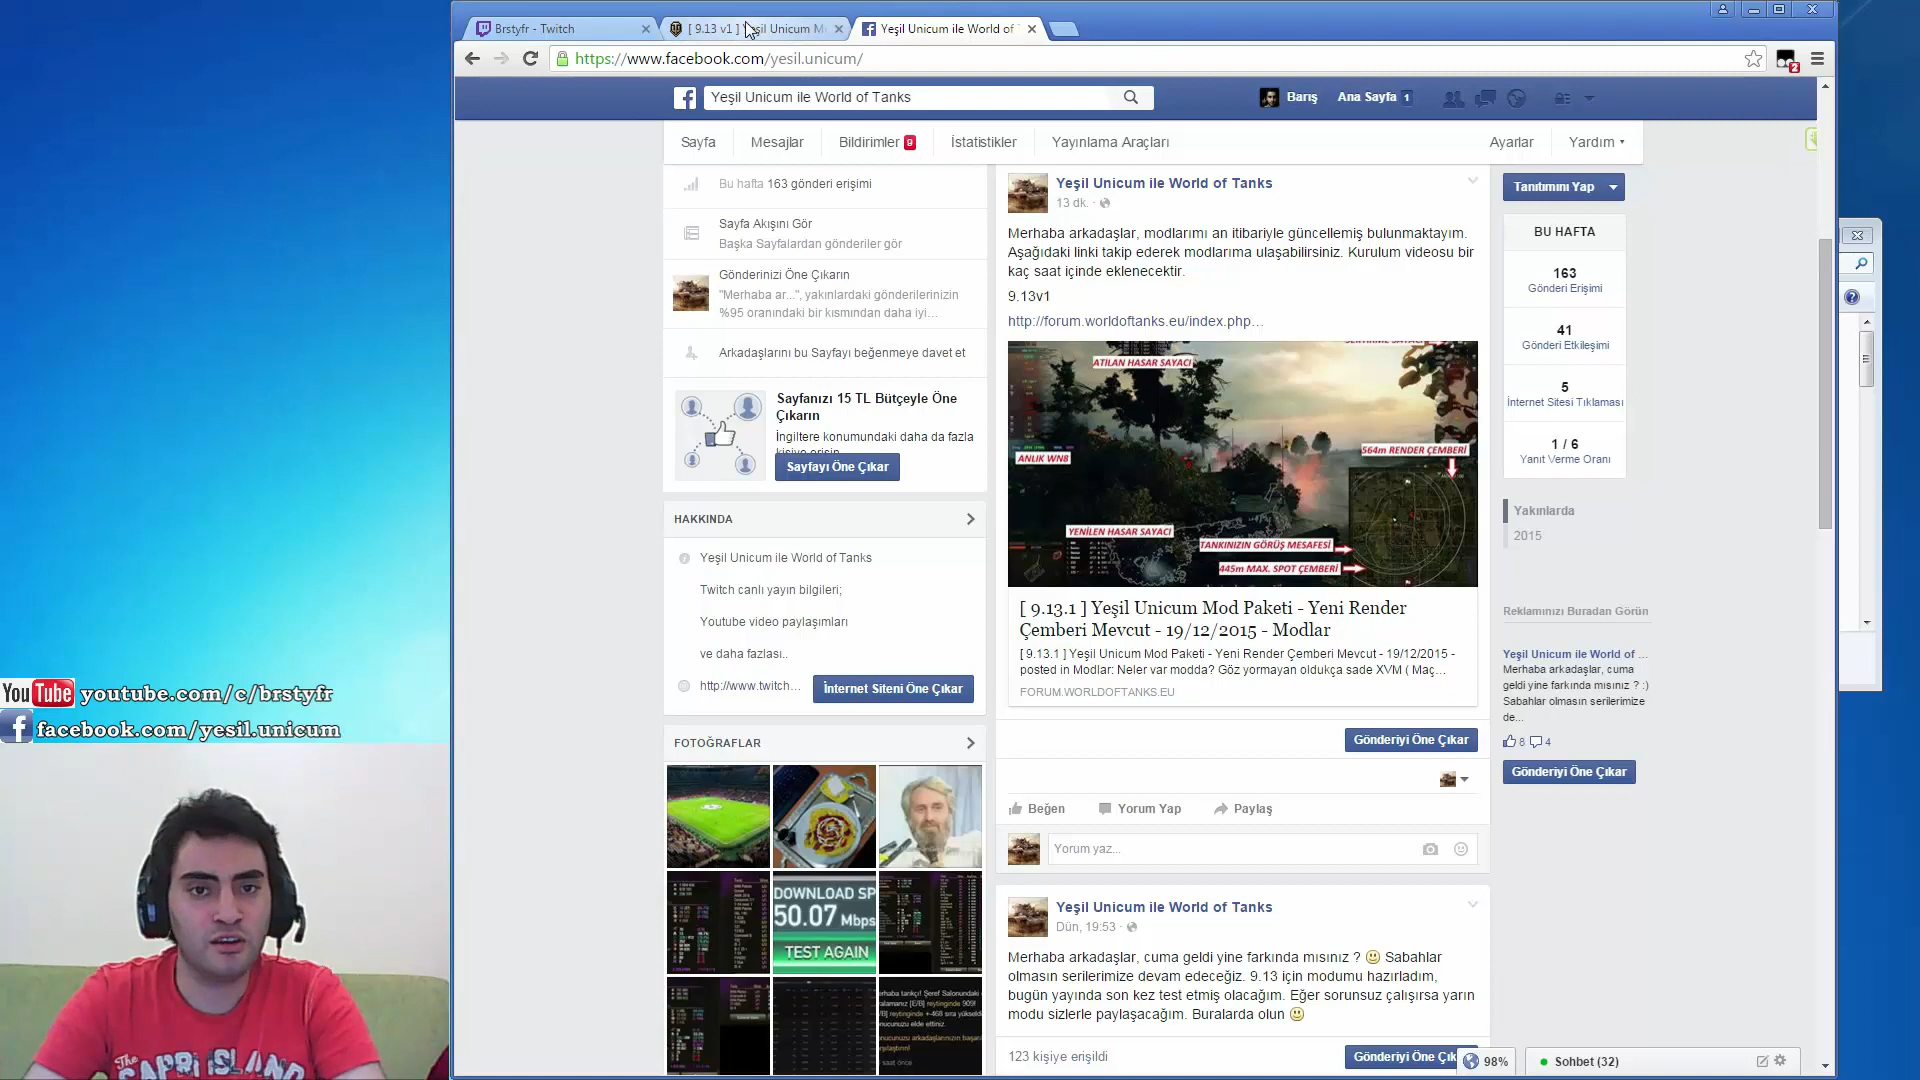 Brstyfr - Twitch
[ 9.13 v1 ] Yeşil Unicum M
Yeşil Unicum ile World of T
https://www.facebook.com/yesil.unicum/
2
Yeşil Unicum ile World of Tanks
Barış
Ana Sayfa 1
Sayfa
Mesajlar
Bildirimler 9
İstatistikler
Yayınlama Araçları
Ayarlar
Yardım
Bu hafta 163 gönderi erişimi
Sayfa Akışını Gör
Başka Sayfalardan gönderiler gör
Gönderinizi Öne Çıkarın
"Merhaba ar...", yakınlardaki gönderilerinizin
%95 oranındaki bir kısmından daha iyi...
Arkadaşlarını bu Sayfayı beğenmeye davet et
Sayfanızı 15 TL Bütçeyle Öne
Çıkarın
İngiltere konumundaki daha da fazla
kişiye erişin
Sayfayı Öne Çıkar
HAKKINDA
Yeşil Unicum ile World of Tanks
Twitch canlı yayın bilgileri;
Youtube video paylaşımları
ve daha fazlası..
http://www.twitch...
İnternet Siteni Öne Çıkar
FOTOĞRAFLAR
DOWNLOAD SP
50.07 Mbps
TEST AGAIN
erhaba tankçı! Şeref Salonundaki
Yeşil Unicum ile World of Tanks
13 dk.
Merhaba arkadaşlar, modlarımı an itibariyle güncellemiş bulunmaktayım.
Aşağıdaki linki takip ederek modlarıma ulaşabilirsiniz. Kurulum videosu bir
kaç saat içinde eklenecektir.
9.13v1
http://forum.worldoftanks.eu/index.php...
ATILAN HASAR SAYACI
ANLIK WN8
564m RENDER ÇEMBERİ
YENİLEN HASAR SAYACI
TANKINIZIN GÖRÜŞ MESAFESİ
445m MAX. SPOT ÇEMBERİ
[ 9.13.1 ] Yeşil Unicum Mod Paketi - Yeni Render
Çemberi Mevcut - 19/12/2015 - Modlar
[ 9.13.1 ] Yeşil Unicum Mod Paketi - Yeni Render Çemberi Mevcut - 19/12/2015 -
posted in Modlar: Neler var modda? Göz yormayan oldukça sade XVM ( Maç...
FORUM.WORLDOFTANKS.EU
Gönderiyi Öne Çıkar
Beğen
Yorum Yap
Paylaş
Yorum yaz...
Yeşil Unicum ile World of Tanks
Dün, 19:53
Merhaba arkadaşlar, cuma geldi yine farkında mısınız ? 😃 Sabahlar
olmasın serilerimize devam edeceğiz. 9.13 için modumu hazırladım,
bugün yayında son kez test etmiş olacağım. Eğer sorunsuz çalışırsa yarın
modu sizlerle paylaşacağım. Buralarda olun 😃
123 kişiye erişildi
Gönderiyi Öne Çık
98%
Sohbet (32)
Tanıtımını Yap
BU HAFTA
163
Gönderi Erişimi
41
Gönderi Etkileşimi
5
İnternet Sitesi Tıklaması
1 / 6
Yanıt Verme Oranı
Yakınlarda
2015
Reklamınızı Buradan Görün
Yeşil Unicum ile World of ...
Merhaba arkadaşlar, cuma
geldi yine farkında mısınız ? :)
Sabahlar olmasın serilerimize
de...
8 4
Gönderiyi Öne Çıkar
YouTube youtube.com/c/brstyfr
facebook.com/yesil.unicum
The
CAPRI ISLAND